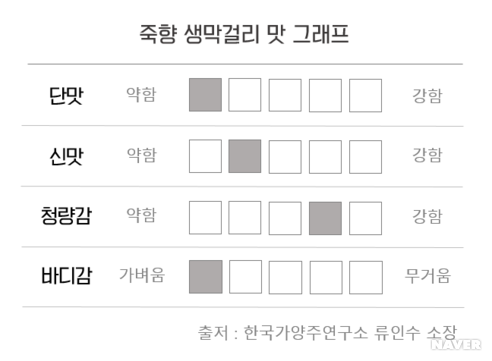 죽향 생막걸리 맛 그래프
단맛 약함 강함
신맛 약함 강함
청량감 약함 강함
바디감 가벼움 무거움
출처 : 한국가양주연구소 류인수 소장
NAVER